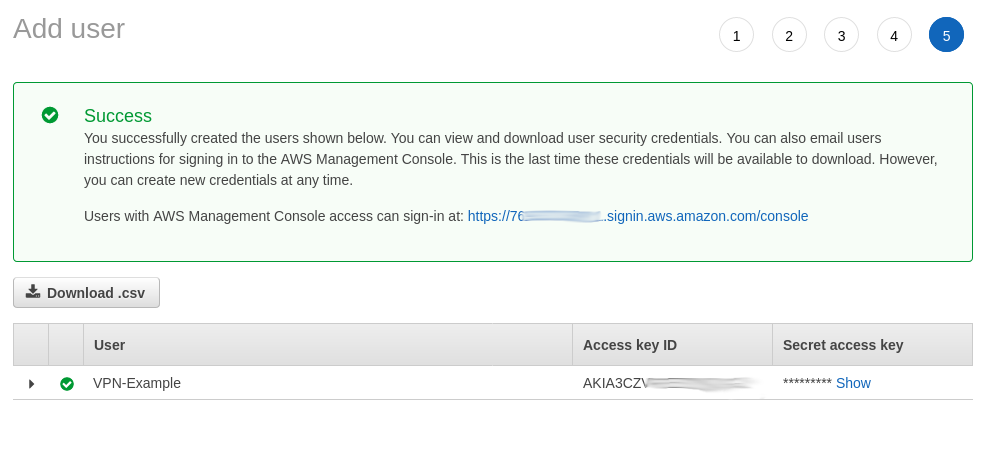 Add user
1 2 3 4 5
Success
You successfully created the users shown below. You can view and download user security credentials. You can also email users
instructions for signing in to the AWS Management Console. This is the last time these credentials will be available to download. However,
you can create new credentials at any time.
Users with AWS Management Console access can sign-in at: https://76 .signin.aws.amazon.com/console
Download .csv
User Access key ID Secret access key
VPN-Example AKIA3CZ ********* Show